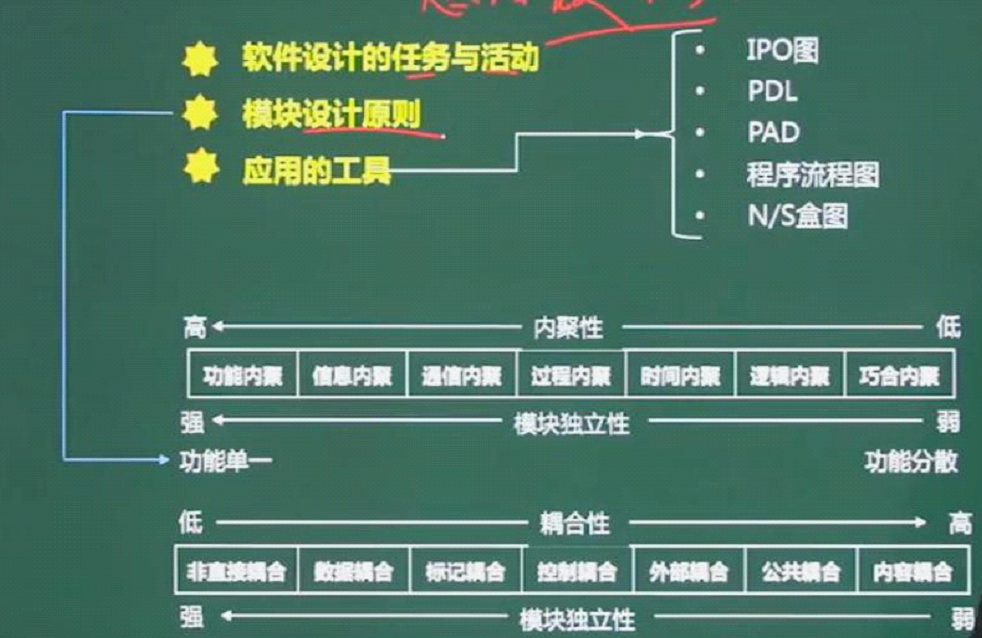 软件设计的任务与活动
模块设计原则
应用的工具
• IPO图
• PDL
• PAD
• 程序流程图
• N/S盒图
高 内聚性 低
功能内聚 信息内聚 通信内聚 过程内聚 时间内聚 逻辑内聚 巧合内聚
强 模块独立性 弱
功能单一 功能分散
低 耦合性 高
非直接耦合 数据耦合 标记耦合 控制耦合 外部耦合 公共耦合 内容耦合
强 模块独立性 弱